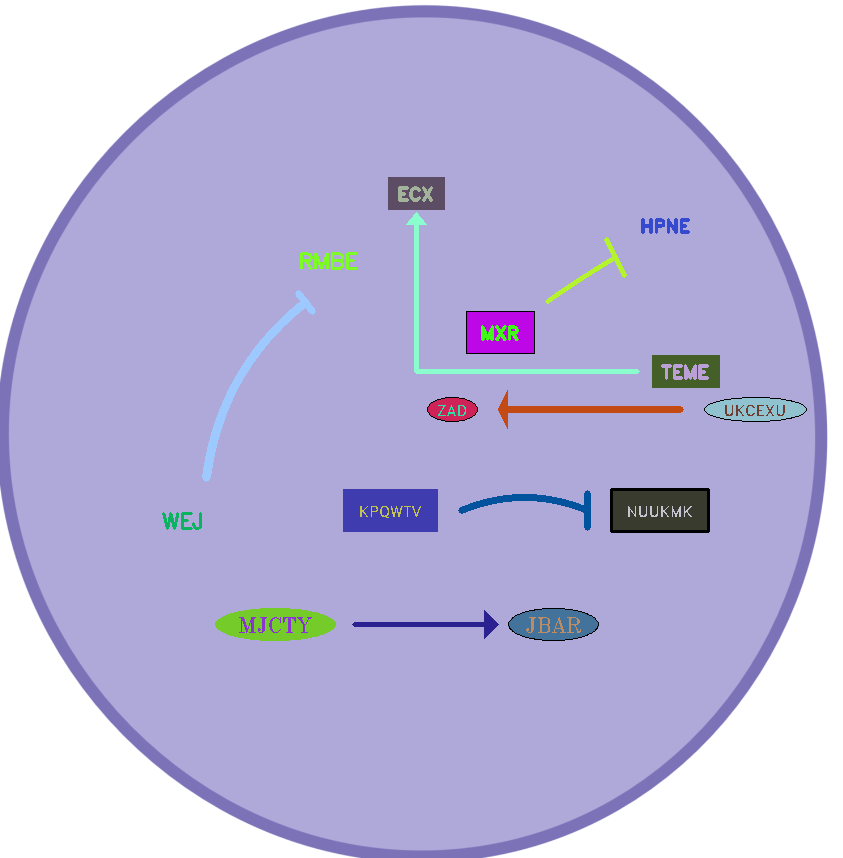 ECX
HPNE
RMBE
MXR
TEME
ZAD
UKCEXU
KPQWTV
NUUKMK
WEJ
MJCTY
JBAR